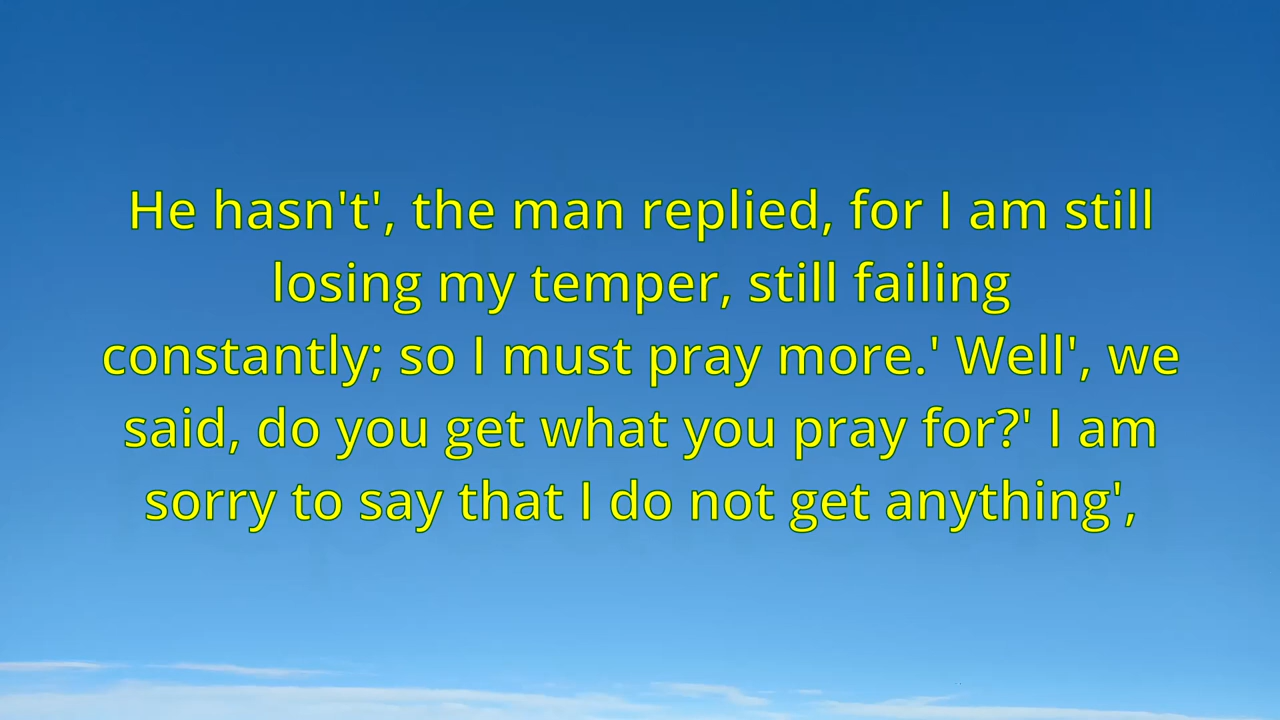 He hasn't', the man replied, for I am still
losing my temper, still failing
constantly; so I must pray more.' Well', we
said, do you get what you pray for?' I am
sorry to say that I do not get anything',